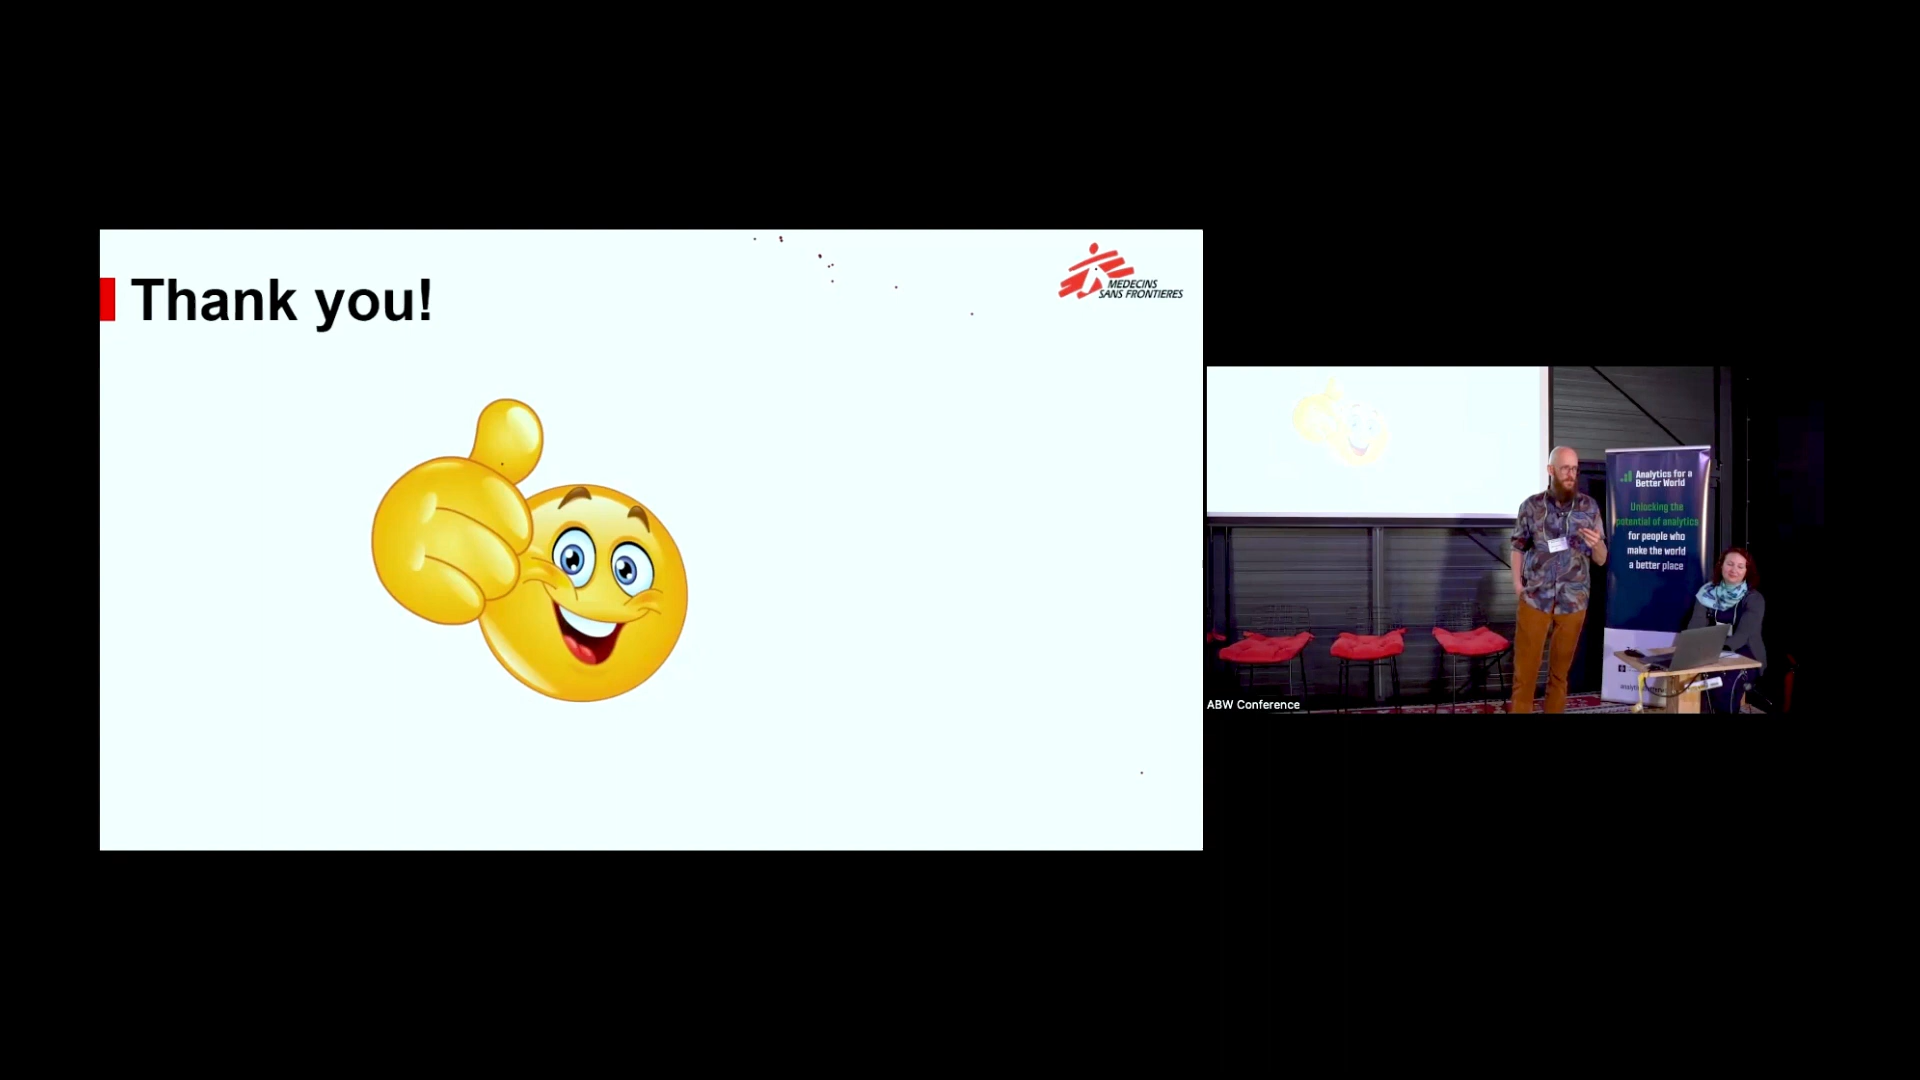 Thank you!
MEDECINS
SANS FRONTIERES
Analytics for a
Better World
Unlocking the
potential of analytics
for people who
make the world
a better place
ABW Conference